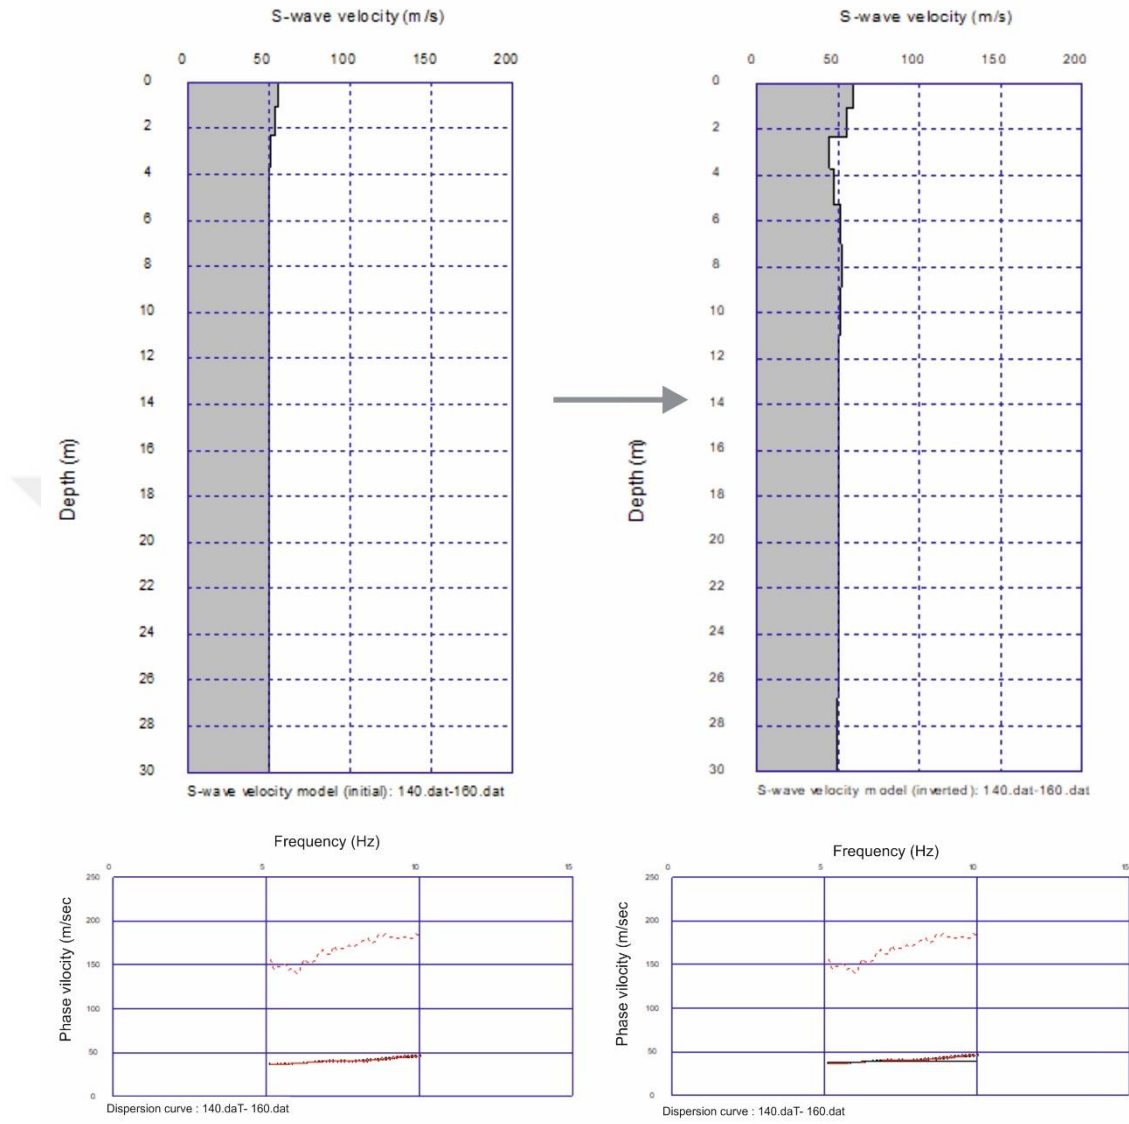 S-wave velocity (m/s)
0 50 100 150 200
0
2
4
6
8
10
12
14
16
18
20
22
24
26
28
30
Depth (m)
S-wave velocity model (initial): 140.dat-160.dat
S-wave velocity (m/s)
0 50 100 150 200
0
2
4
6
8
10
12
14
16
18
20
22
24
26
28
30
Depth (m)
S-wave velocity model (inverted): 140.dat-160.dat
Frequency (Hz)
0 5 10 15
250
200
150
100
50
0
Phase vilocity (m/sec
Dispersion curve : 140.daT- 160.dat
Frequency (Hz)
0 5 10 15
250
200
150
100
50
0
Phase vilocity (m/sec
Dispersion curve : 140.daT- 160.dat